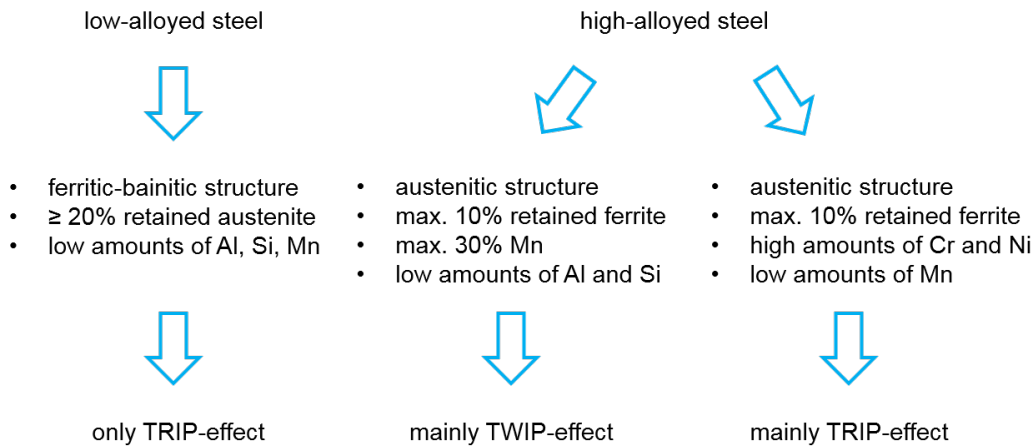 low-alloyed steel
high-alloyed steel
• ferritic-bainitic structure
• ≥ 20% retained austenite
• low amounts of Al, Si, Mn
• austenitic structure
• max. 10% retained ferrite
• max. 30% Mn
• low amounts of Al and Si
• austenitic structure
• max. 10% retained ferrite
• high amounts of Cr and Ni
• low amounts of Mn
only TRIP-effect
mainly TWIP-effect
mainly TRIP-effect